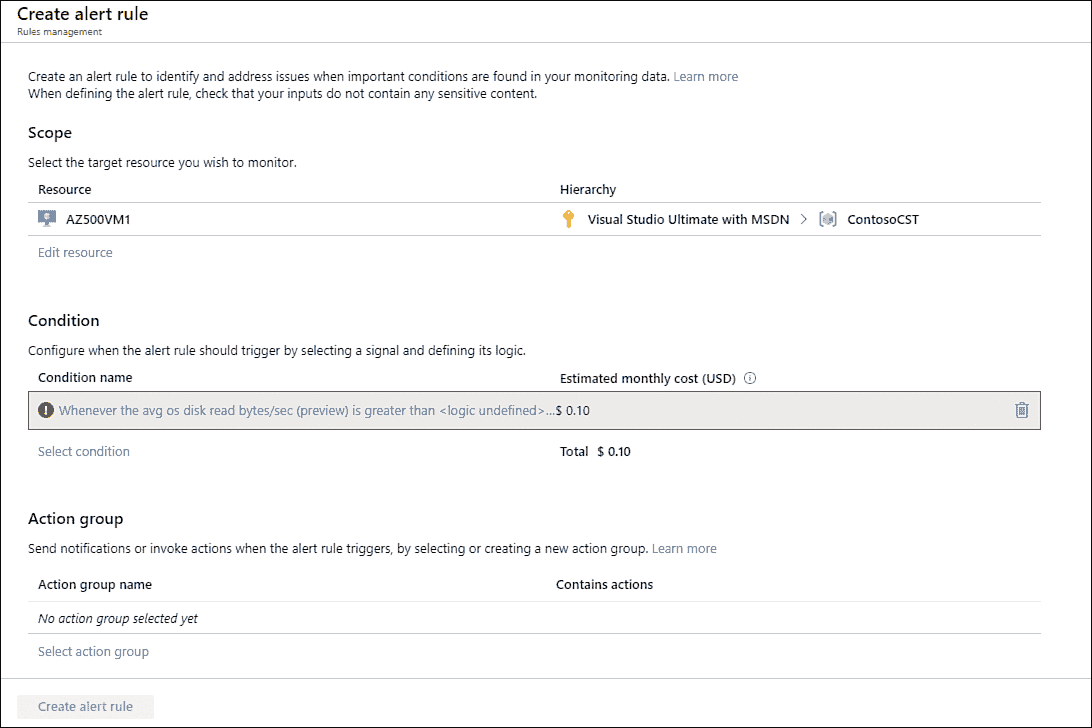 Create alert rule
Rules management
Create an alert rule to identify and address issues when important conditions are found in your monitoring data. Learn more
When defining the alert rule, check that your inputs do not contain any sensitive content.
Scope
Select the target resource you wish to monitor.
Resource Hierarchy
AZ500VM1 Visual Studio Ultimate with MSDN > ContosoCST
Edit resource
Condition
Configure when the alert rule should trigger by selecting a signal and defining its logic.
Condition name Estimated monthly cost (USD)
Whenever the avg os disk read bytes/sec (preview) is greater than <logic undefined>...$ 0.10
Select condition Total $ 0.10
Action group
Send notifications or invoke actions when the alert rule triggers, by selecting or creating a new action group. Learn more
Action group name Contains actions
No action group selected yet
Select action group
Create alert rule